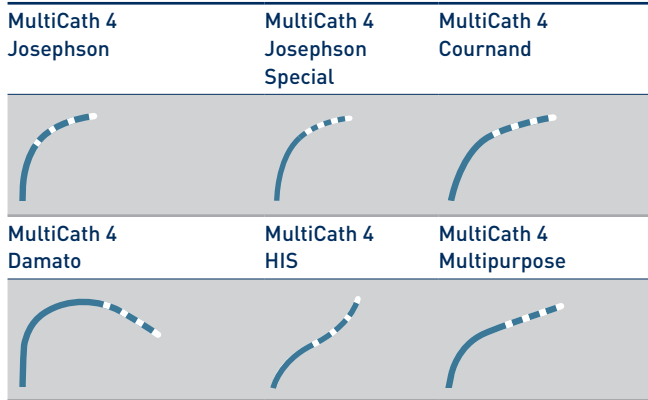 MultiCath 4
Josephson
MultiCath 4
Josephson
Special
MultiCath 4
Cournand
MultiCath 4
Damato
MultiCath 4
HIS
MultiCath 4
Multipurpose